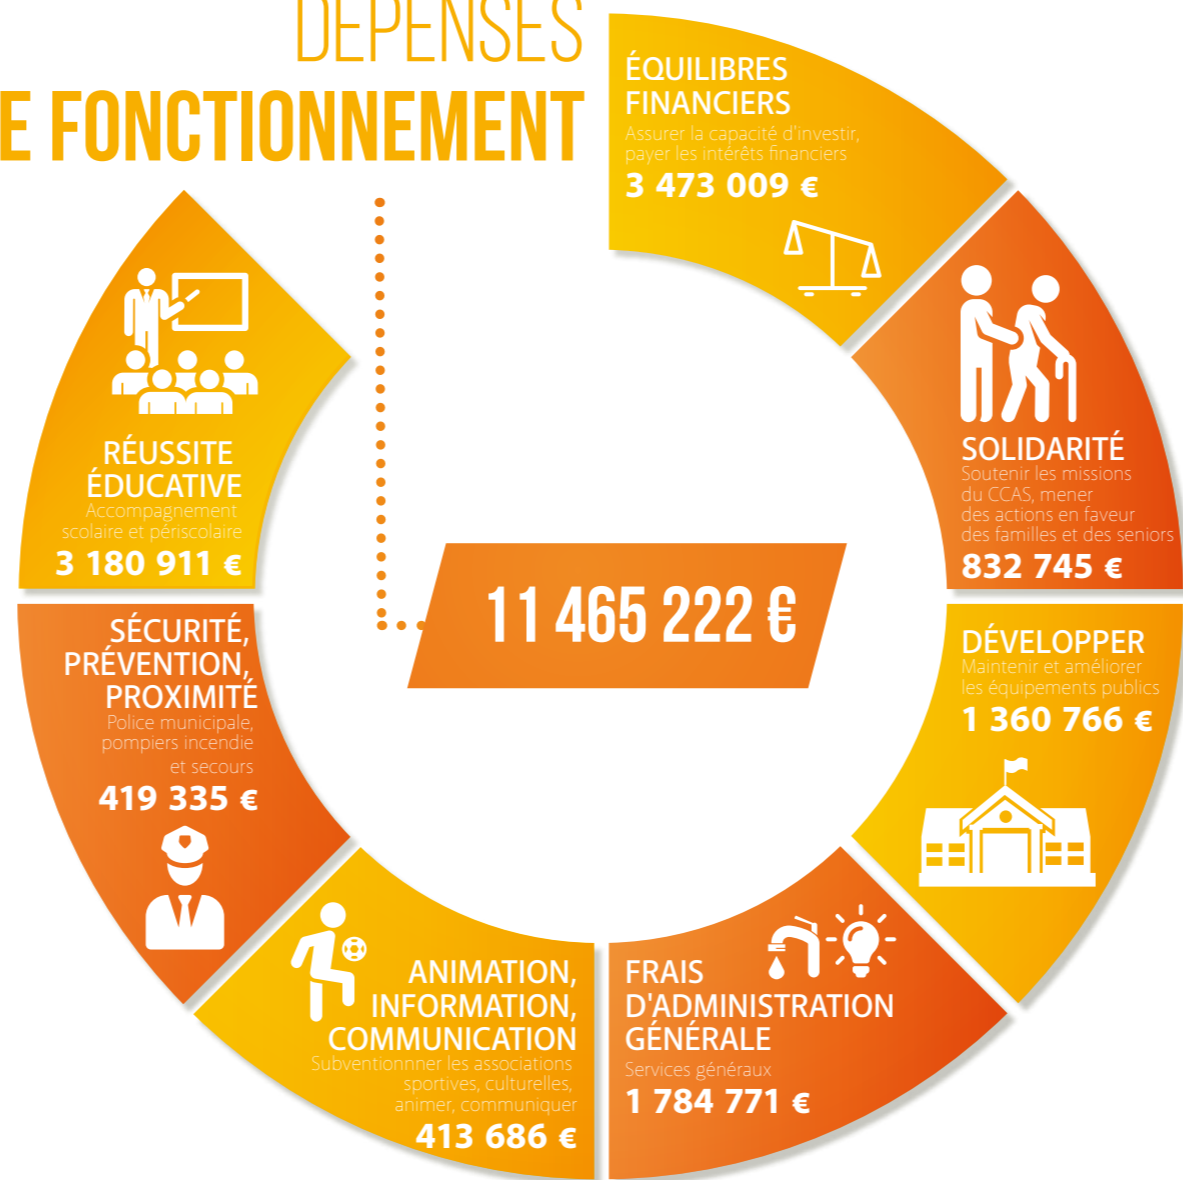 DÉPENSES
E FONCTIONNEMENT
ÉQUILIBRES
FINANCIERS
Assurer la capacité d'investir,
payer les intérêts financiers
3 473 009 €
SOLIDARITÉ
Soutenir les missions
du CCAS, mener
des actions en faveur
des familles et des seniors
832 745 €
DÉVELOPPER
Maintenir et améliorer
les équipements publics
1 360 766 €
FRAIS
D'ADMINISTRATION
GÉNÉRALE
Services généraux
1 784 771 €
ANIMATION,
INFORMATION,
COMMUNICATION
Subventionnner les associations
sportives, culturelles,
animer, communiquer
413 686 €
SÉCURITÉ,
PRÉVENTION,
PROXIMITÉ
Police municipale,
pompiers incendie
et secours
419 335 €
RÉUSSITE
ÉDUCATIVE
Accompagnement
scolaire et périscolaire
3 180 911 €
11 465 222 €